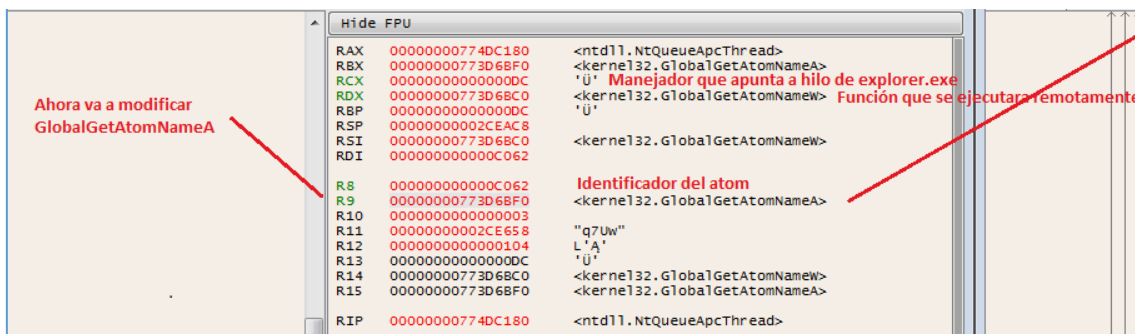 Hide FPU
RAX 00000000774DC180 <ntdll.NtQueueApcThread>
RBX 00000000773D6BF0 <kernel32.GlobalGetAtomNameA>
RCX 00000000000000DC 'Ü' Manejador que apunta a hilo de explorer.exe
RDX 00000000773D6BC0 <kernel32.GlobalGetAtomNameW> Función que se ejecutara remotamente
RBP 00000000000000DC 'Ü'
RSP 0000000002CEAC8
RSI 00000000773D6BC0 <kernel32.GlobalGetAtomNameW>
RDI 000000000000C062
Ahora va a modificar
GlobalGetAtomNameA
R8 000000000000C062 Identificador del atom
R9 00000000773D6BF0 <kernel32.GlobalGetAtomNameA>
R10 0000000000000003
R11 0000000002CE658 "q7Uw"
R12 0000000000000104 L'Ą'
R13 00000000000000DC 'Ü'
R14 00000000773D6BC0 <kernel32.GlobalGetAtomNameW>
R15 00000000773D6BF0 <kernel32.GlobalGetAtomNameA>
RIP 00000000774DC180 <ntdll.NtQueueApcThread>